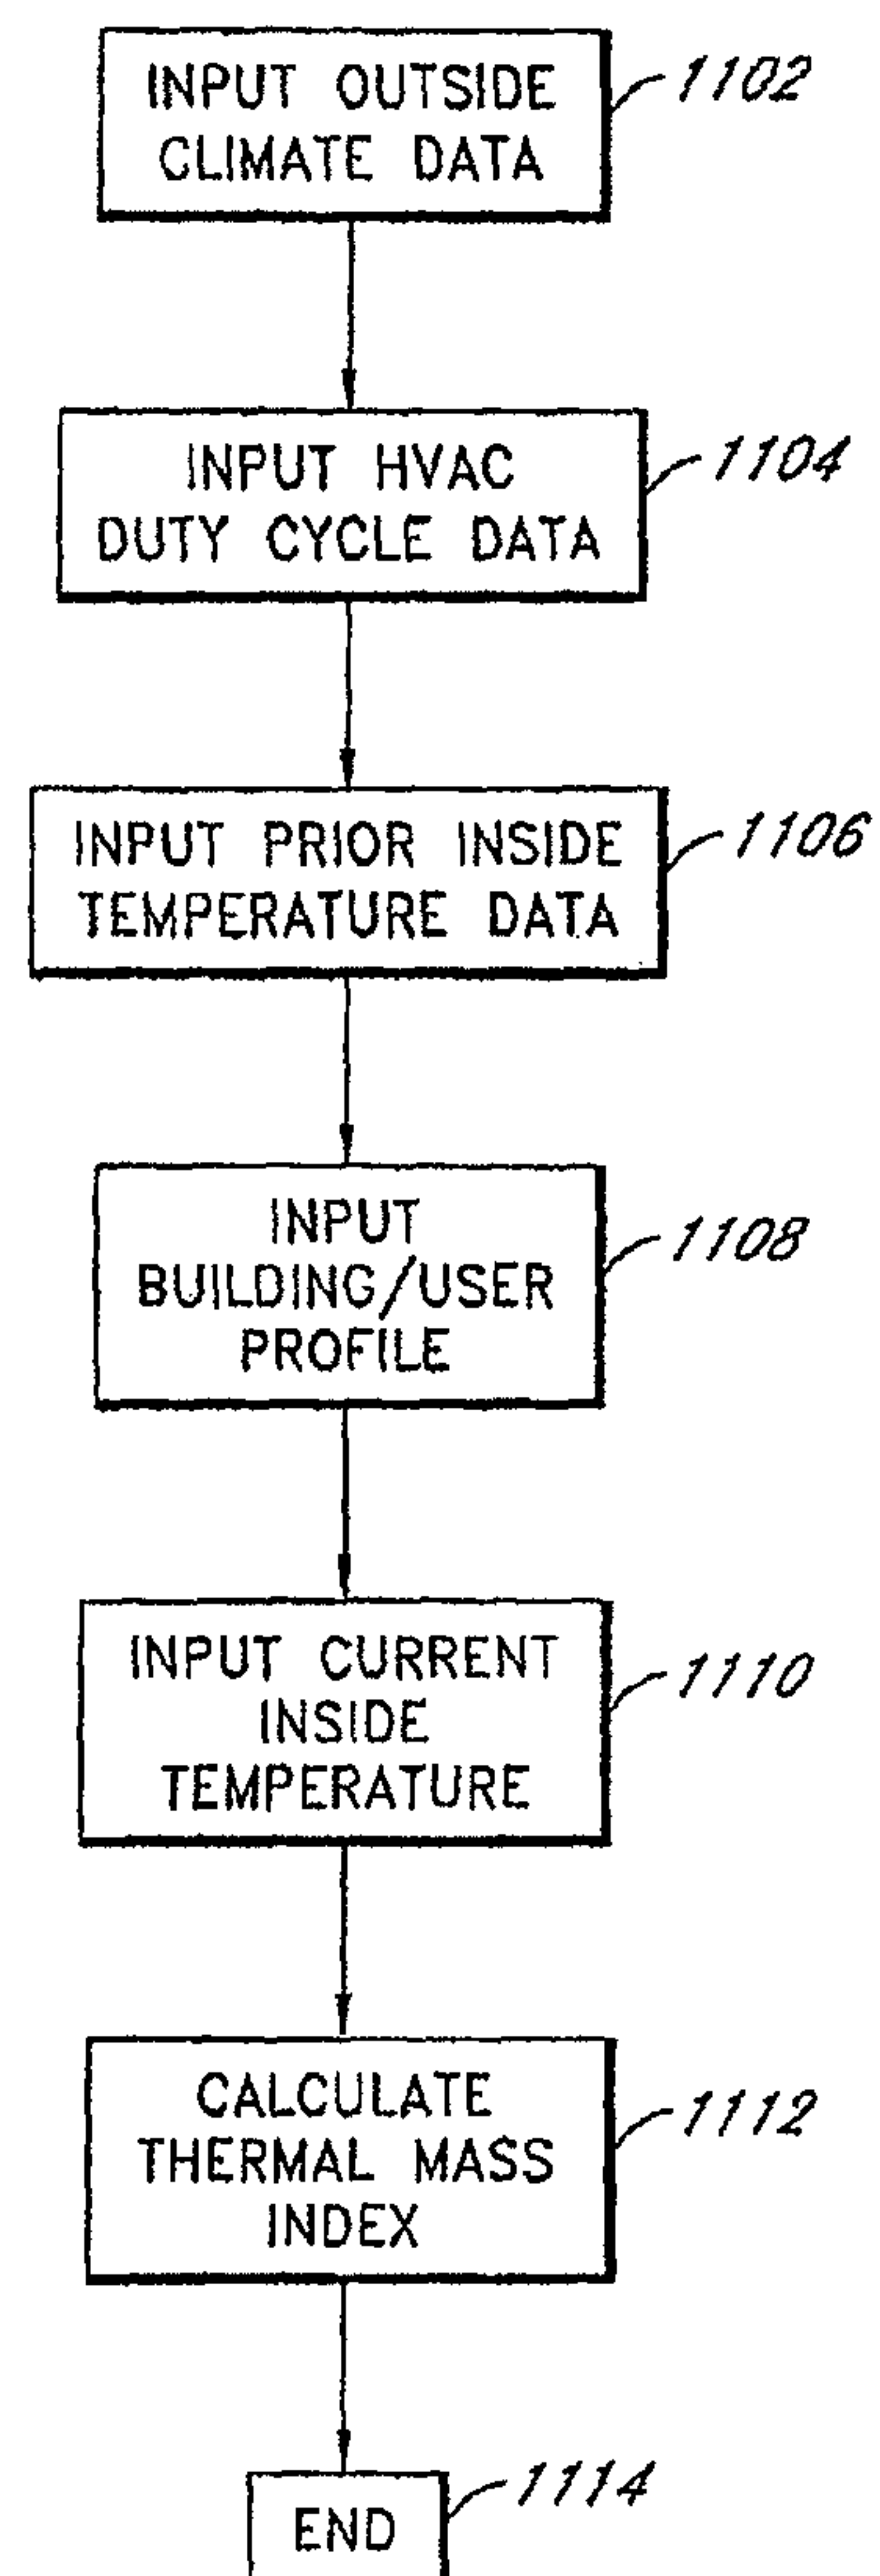 INPUT OUTSIDE
CLIMATE DATA
1102
INPUT HVAC
DUTY CYCLE DATA
1104
INPUT PRIOR INSIDE
TEMPERATURE DATA
1106
INPUT
BUILDING/USER
PROFILE
1108
INPUT CURRENT
INSIDE
TEMPERATURE
1110
CALCULATE
THERMAL MASS
INDEX
1112
END
1114